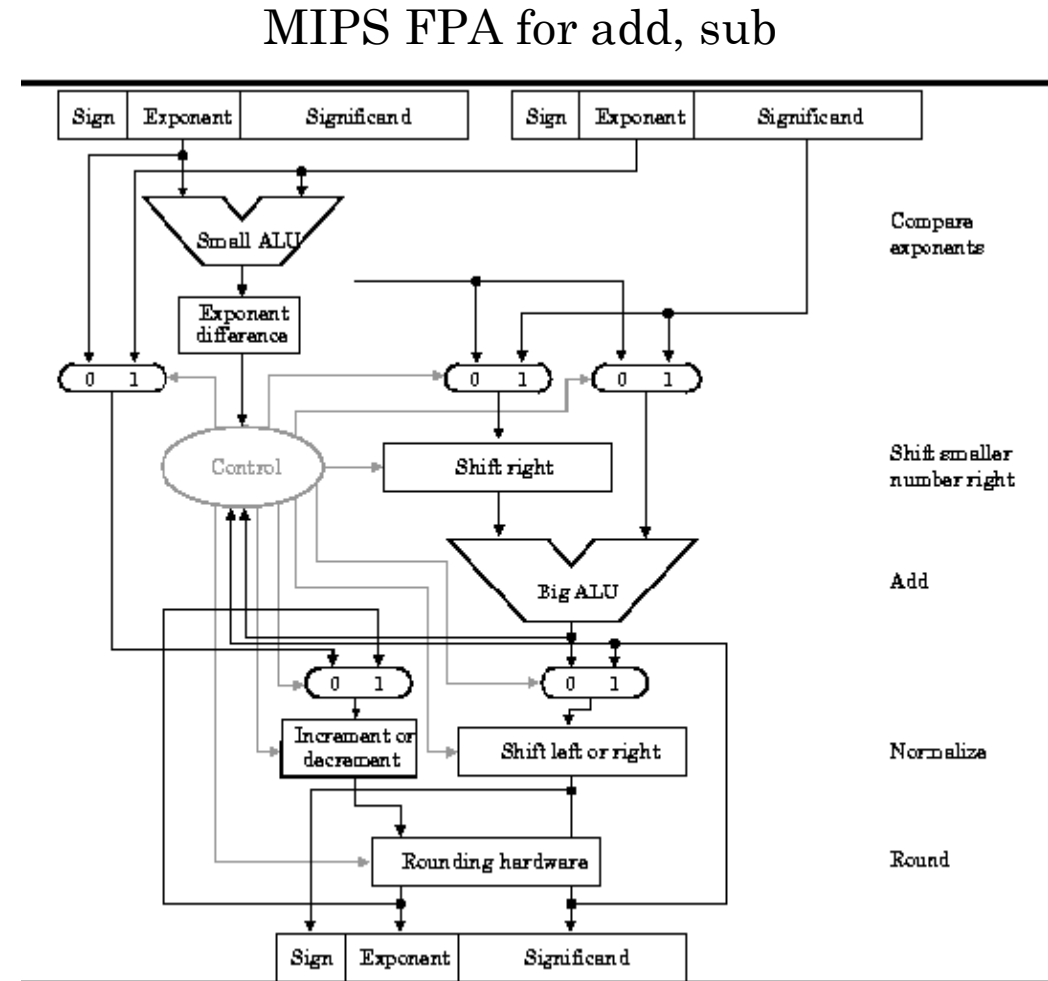 MIPS FPA for add, sub
Sign Exponent Significand Sign Exponent Significand
Small ALU
Compare
exponents
Exponent
difference
0 1 0 1 0 1
Control
Shift right
Shift smaller
number right
Big ALU
Add
0 1 0 1
Increment or
decrement
Shift left or right
Normalize
Rounding hardware
Round
Sign Exponent Significand